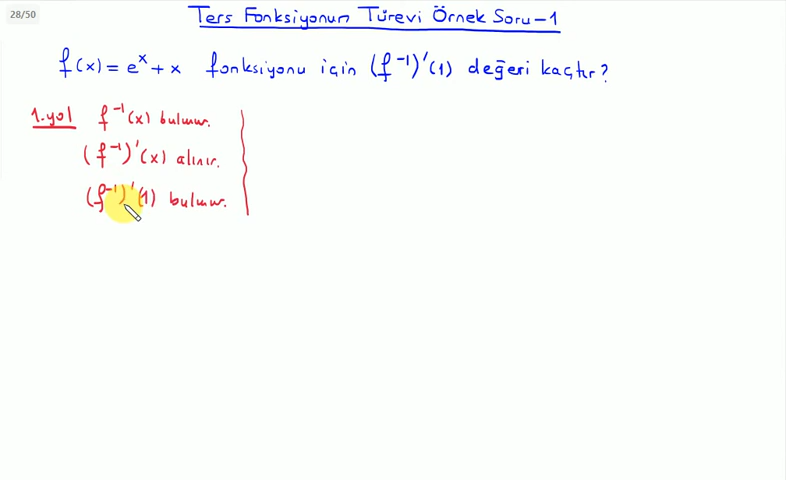 28/50
Ters Fonksiyonun Türevi Örnek Soru-1
f(x) = eˣ + x fonksiyonu için (f⁻¹)'(1) değeri kaçtır?
1.yol f⁻¹(x) bulunur.
(f⁻¹)'(x) alınır.
(f⁻¹)'(1) bulunur.